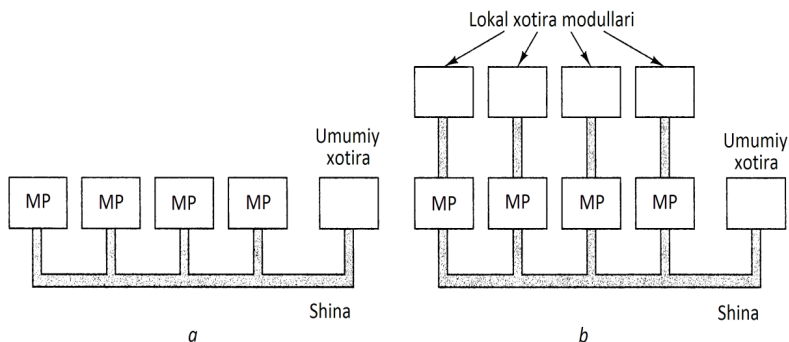 Lokal xotira modullari
Umumiy
xotira
MP MP MP MP
Shina
a
Umumiy
xotira
MP MP MP MP
Shina
b